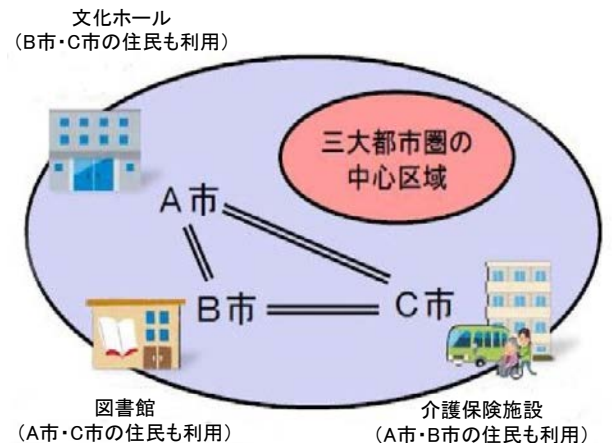 文化ホール
（B市・C市の住民も利用）
三大都市圏の
中心区域
A市
B市
C市
図書館
（A市・C市の住民も利用）
介護保険施設
（A市・B市の住民も利用）